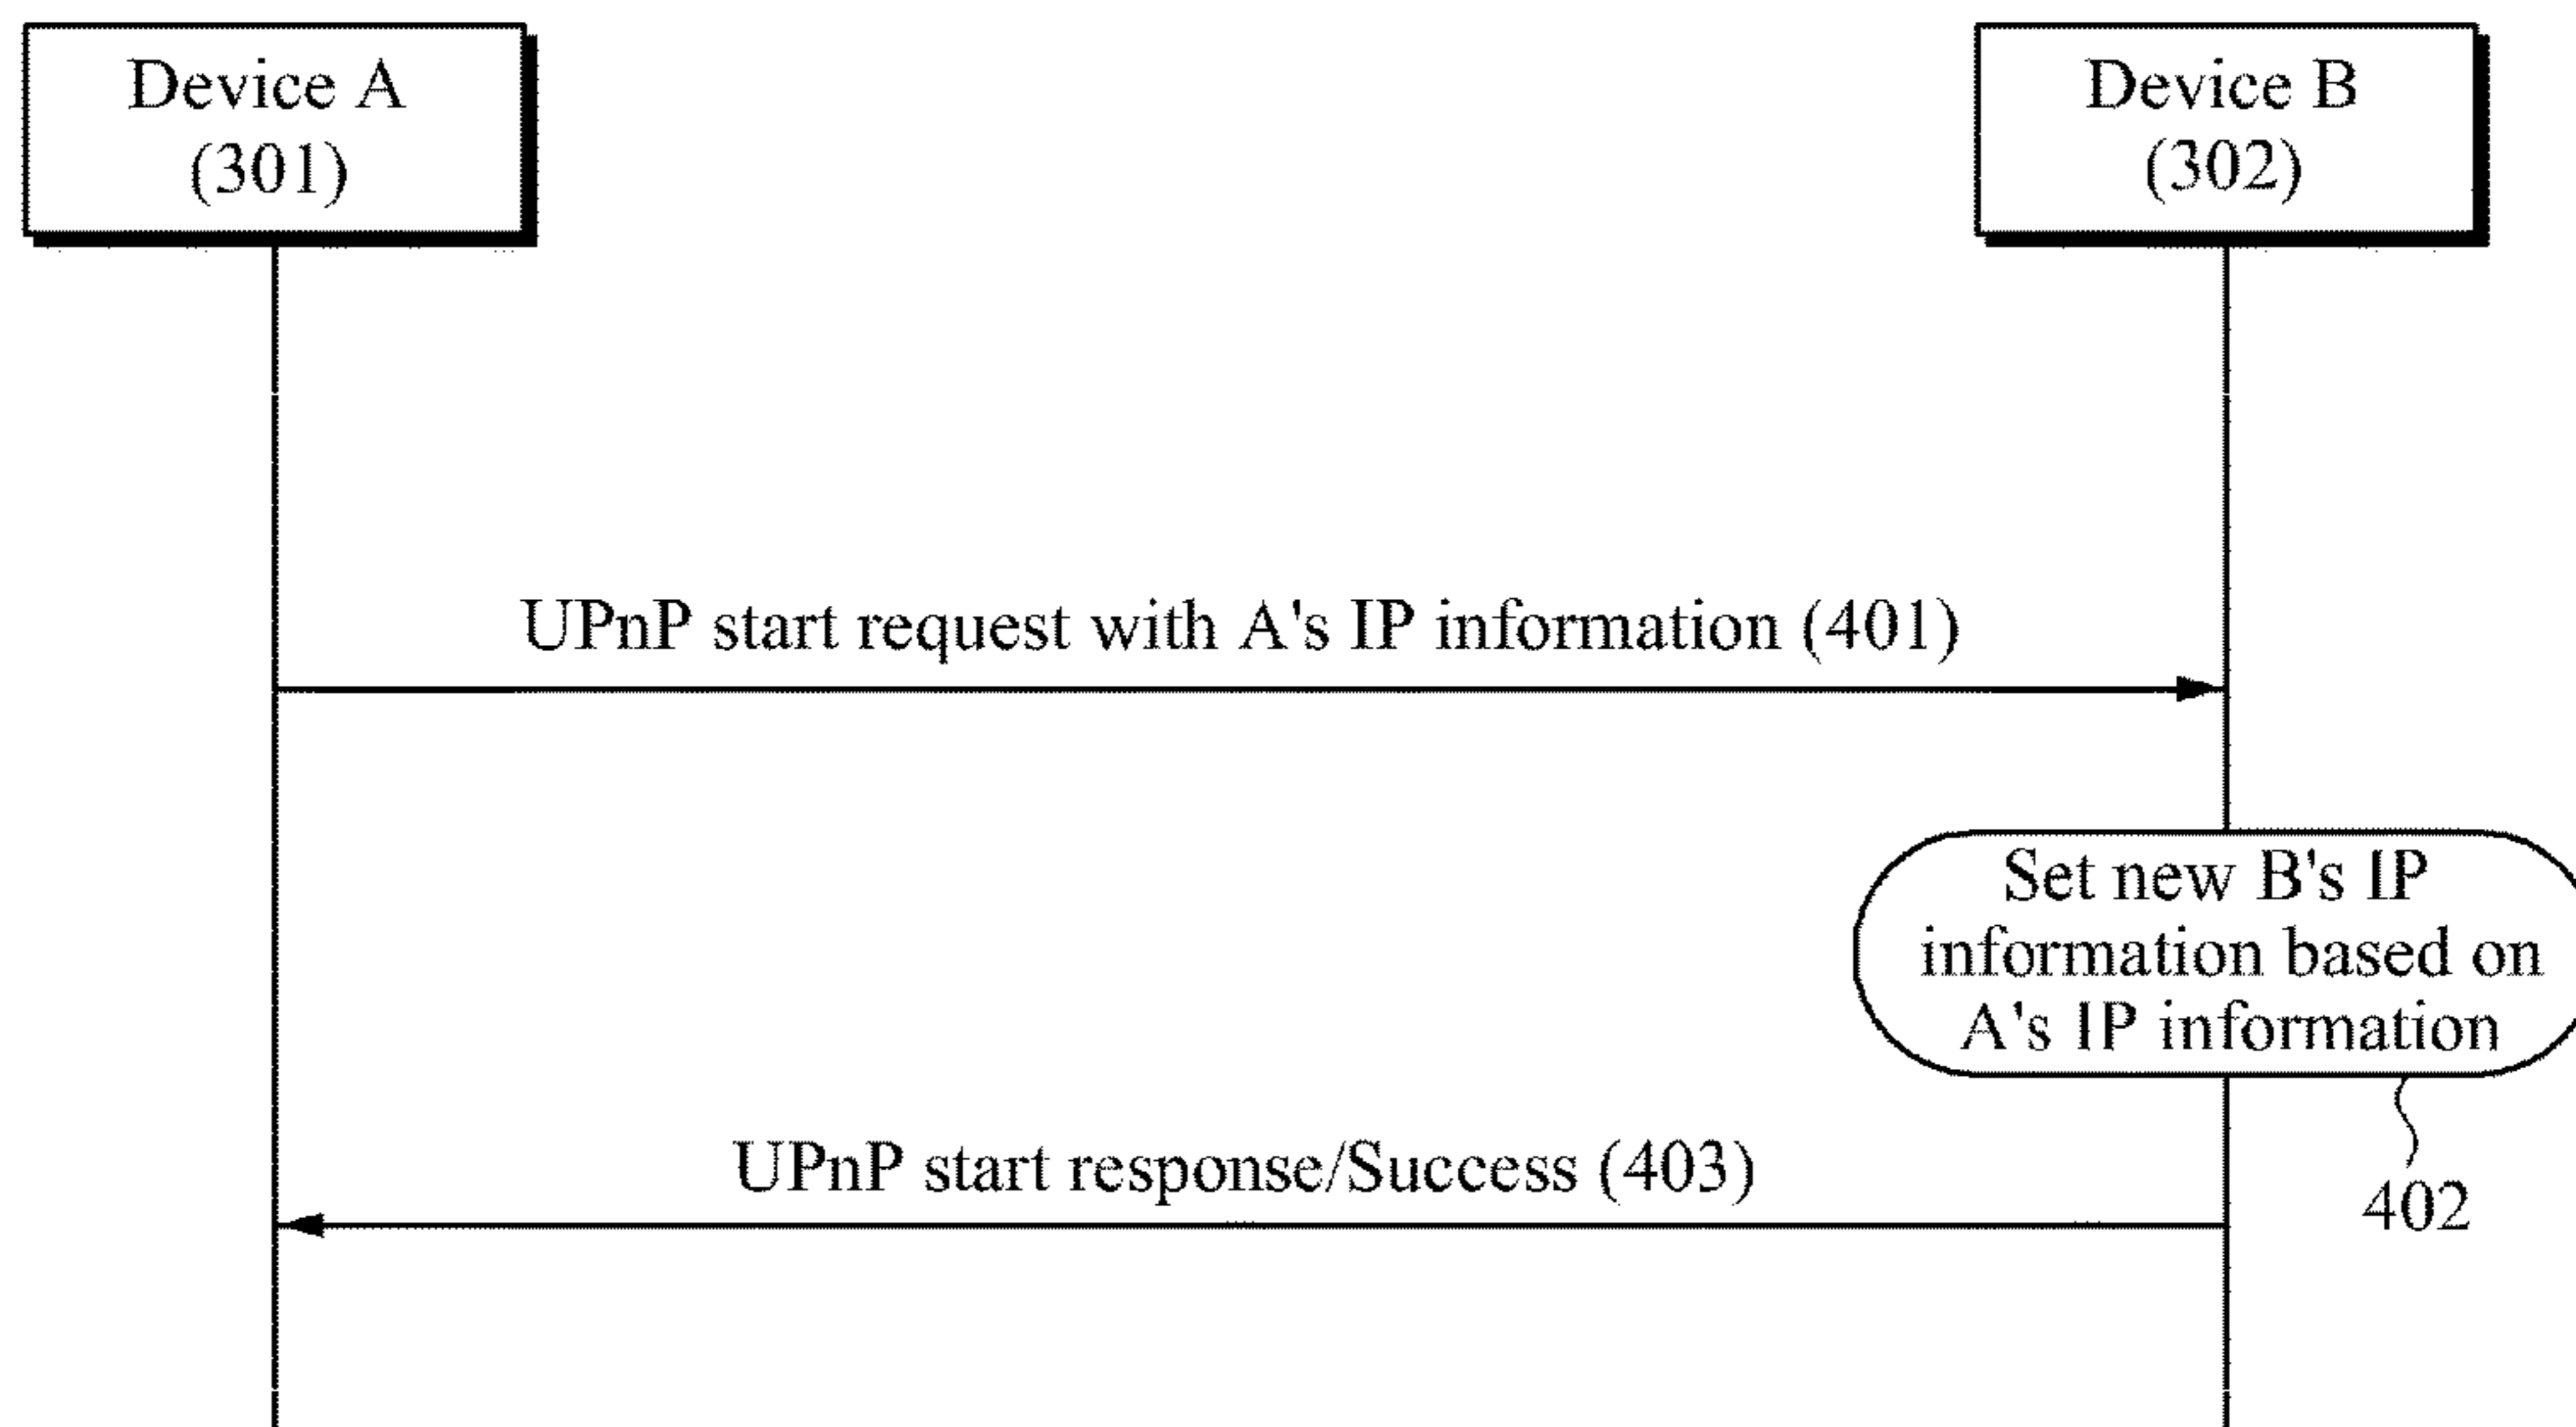 Device A
(301)
Device B
(302)
UPnP start request with A's IP information (401)
Set new B's IP
information based on
A's IP information
UPnP start response/Success (403)
402